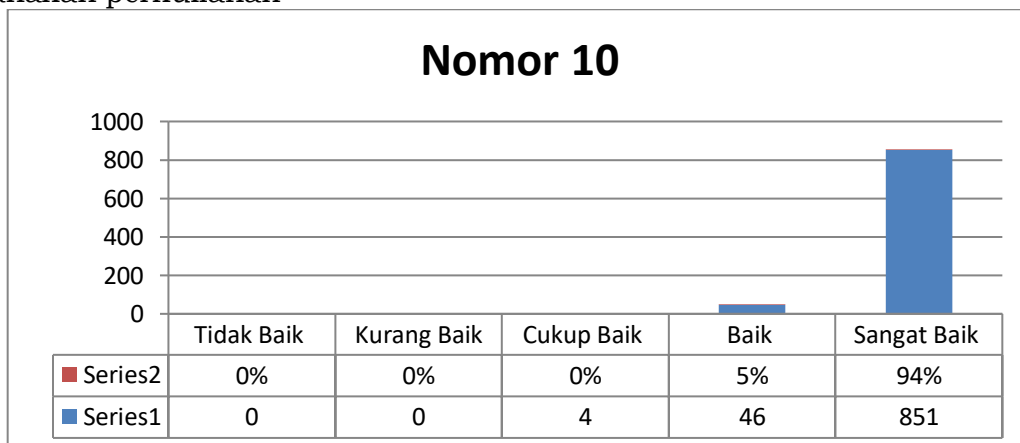 perkuliahan
Nomor 10
1000
800
600
400
200
0
Tidak Baik Kurang Baik Cukup Baik Baik Sangat Baik
Series2 0% 0% 0% 5% 94%
Series1 0 0 4 46 851